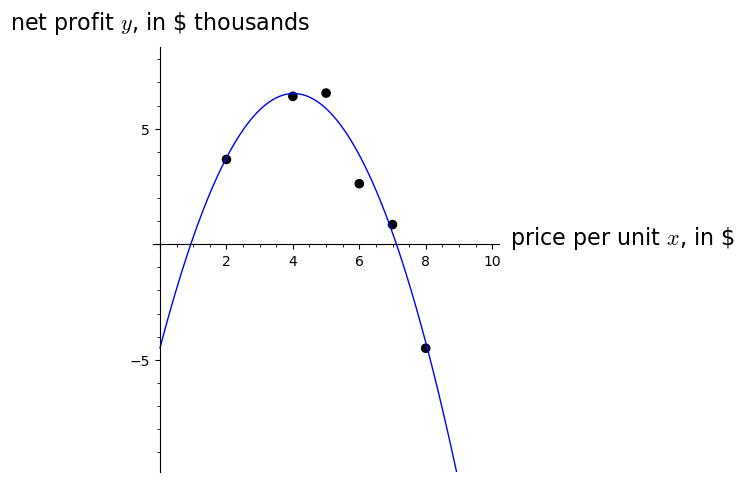 net profit y, in $ thousands
5
price per unit x, in $
2 4 6 8 10
−5